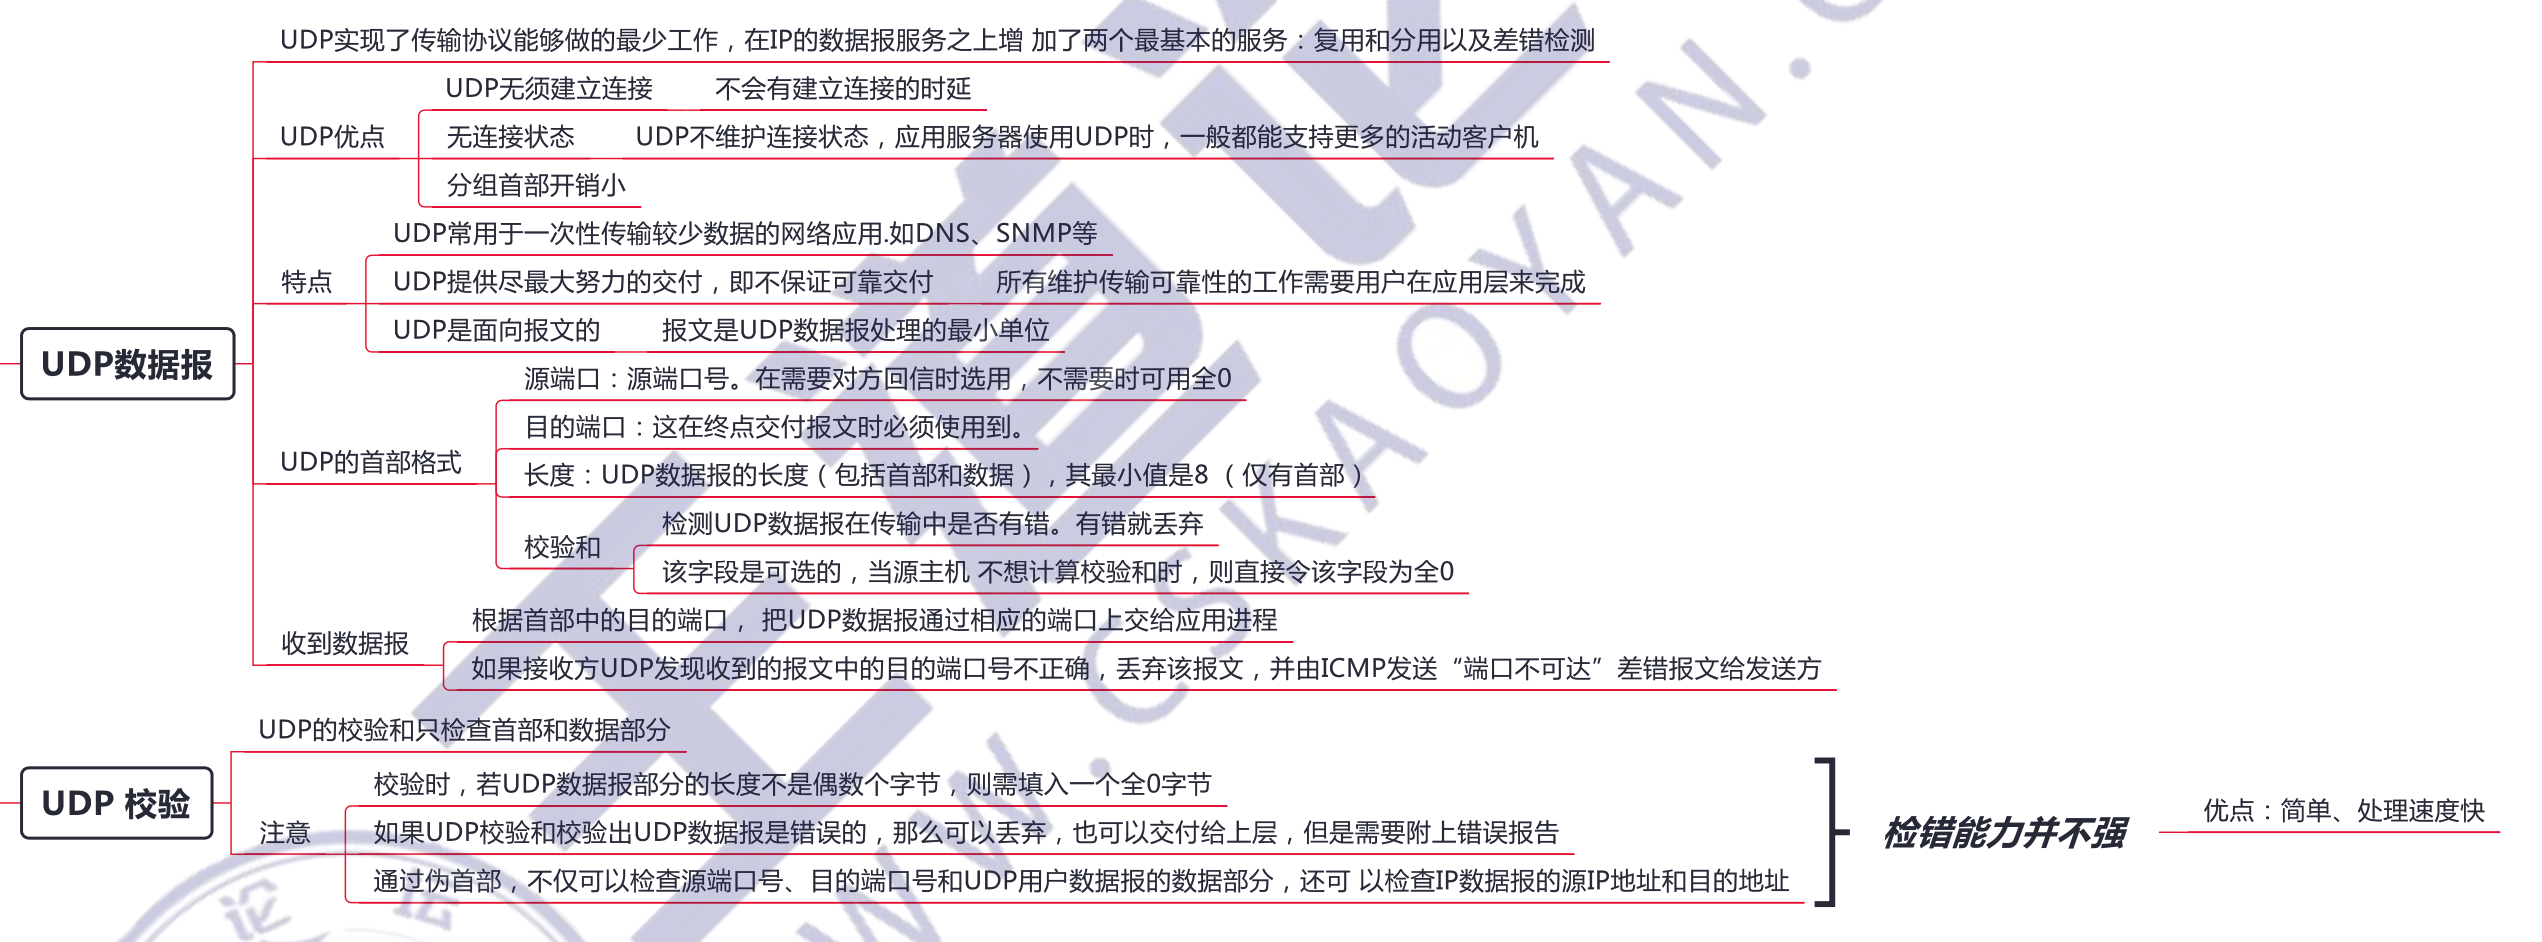 UDP实现了传输协议能够做的最少工作，在IP的数据报服务之上增 加了两个最基本的服务：复用和分用以及差错检测
UDP无须建立连接 不会有建立连接的时延
UDP优点 无连接状态 UDP不维护连接状态，应用服务器使用UDP时，一般都能支持更多的活动客户机
分组首部开销小
UDP常用于一次性传输较少数据的网络应用.如DNS、SNMP等
特点 UDP提供尽最大努力的交付，即不保证可靠交付 所有维护传输可靠性的工作需要用户在应用层来完成
UDP是面向报文的 报文是UDP数据报处理的最小单位
UDP数据报
源端口：源端口号。在需要对方回信时选用，不需要时可用全0
目的端口：这在终点交付报文时必须使用到。
UDP的首部格式
长度：UDP数据报的长度（包括首部和数据），其最小值是8 （仅有首部）
检测UDP数据报在传输中是否有错。有错就丢弃
校验和
该字段是可选的，当源主机 不想计算校验和时，则直接令该字段为全0
根据首部中的目的端口， 把UDP数据报通过相应的端口上交给应用进程
收到数据报
如果接收方UDP发现收到的报文中的目的端口号不正确，丢弃该报文，并由ICMP发送“端口不可达”差错报文给发送方
UDP的校验和只检查首部和数据部分
UDP 校验
校验时，若UDP数据报部分的长度不是偶数个字节，则需填入一个全0字节
注意 如果UDP校验和校验出UDP数据报是错误的，那么可以丢弃，也可以交付给上层，但是需要附上错误报告
通过伪首部，不仅可以检查源端口号、目的端口号和UDP用户数据报的数据部分，还可 以检查IP数据报的源IP地址和目的地址
检错能力并不强 优点：简单、处理速度快
王道论
WW.CSKAOYAN.C
论坛